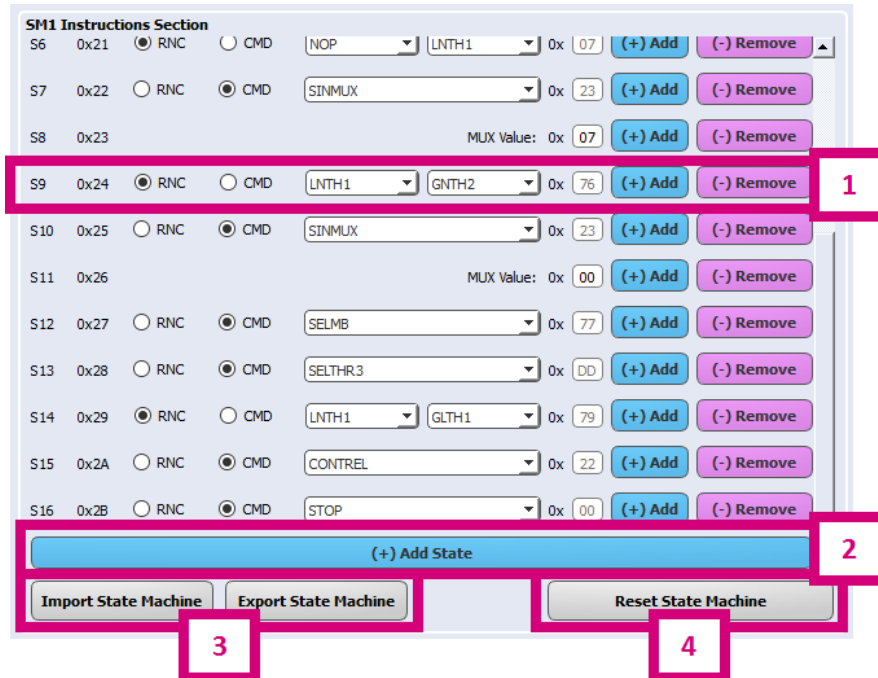 SM1 Instructions Section
S6 0x21 RNC CMD NOP LNTH1 0x 07 (+) Add (-) Remove
S7 0x22 RNC CMD SINMUX 0x 23 (+) Add (-) Remove
S8 0x23 MUX Value: 0x 07 (+) Add (-) Remove
S9 0x24 RNC CMD LNTH1 GNTH2 0x 76 (+) Add (-) Remove 1
S10 0x25 RNC CMD SINMUX 0x 23 (+) Add (-) Remove
S11 0x26 MUX Value: 0x 00 (+) Add (-) Remove
S12 0x27 RNC CMD SELMB 0x 77 (+) Add (-) Remove
S13 0x28 RNC CMD SELTHR3 0x DD (+) Add (-) Remove
S14 0x29 RNC CMD LNTH1 GLTH1 0x 79 (+) Add (-) Remove
S15 0x2A RNC CMD CONTREL 0x 22 (+) Add (-) Remove
S16 0x2B RNC CMD STOP 0x 00 (+) Add (-) Remove
(+) Add State 2
Import State Machine Export State Machine Reset State Machine
3 4